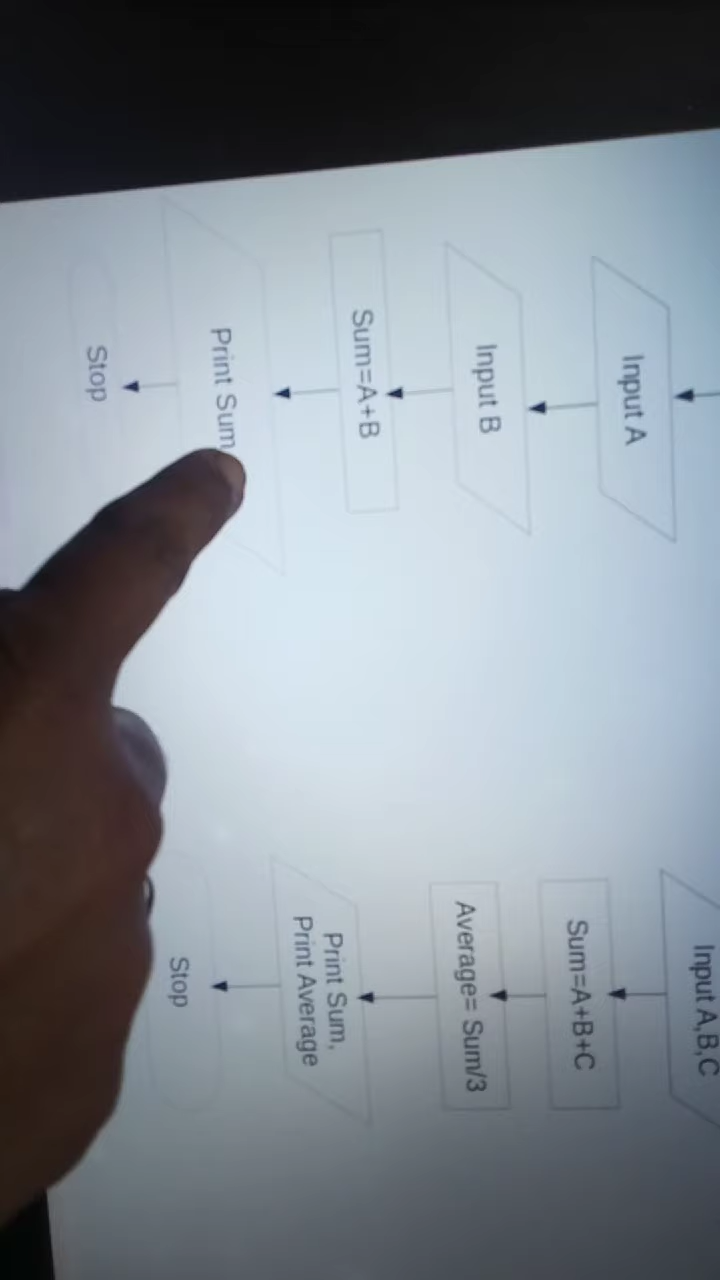 Input A
Input B
Sum=A+B
Print Sum
Stop
Input A,B,C
Sum=A+B+C
Average= Sum/3
Print Sum,
Print Average
Stop